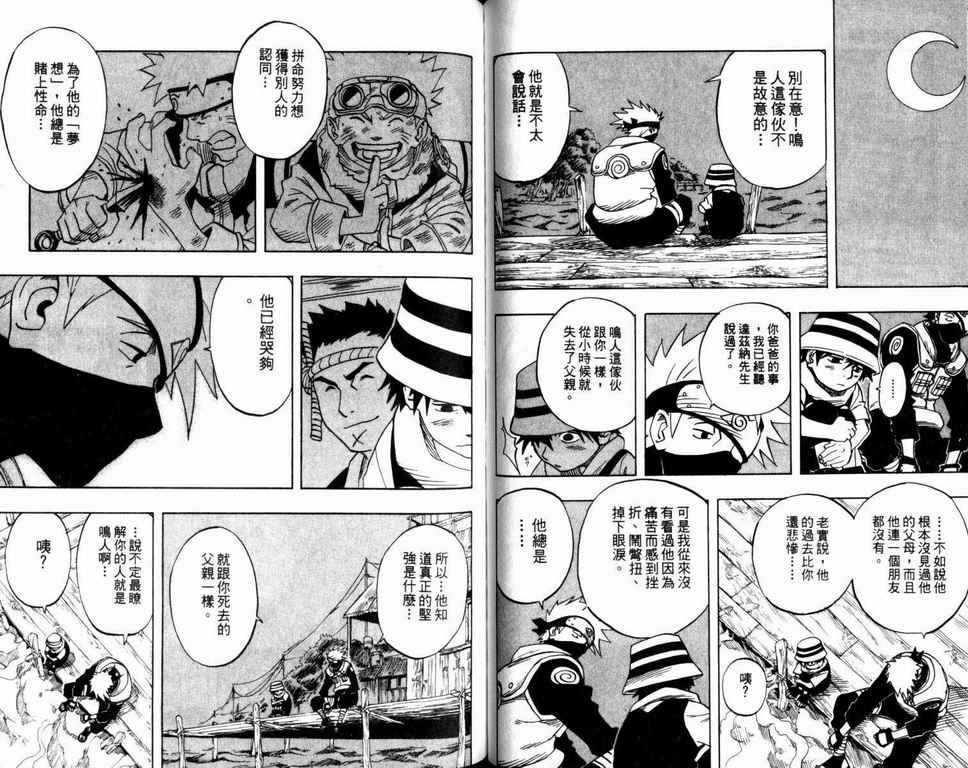 別在意！鳴
人這傢伙不
是故意的…
他就是不太
會說話…
……
你爸爸的事
，我已經聽
達茲納先生
說過了。
鳴人這傢伙
跟你一樣，
從小時候就
失去了父親。
……不如說他
根本沒見過他
的父母，而且
他連一個朋友
都沒有。
老實說，他
的過去比你
還悲慘……
咦？
可是我從來沒
有看過他因為
痛苦而感到挫
折、鬧彆扭、
掉下眼淚
他總是
……
拼命努力想
獲得別人的
認同…
為了他的「夢
想」，他總是
賭上性命…
他已經哭夠
。
所以…他知
道真正的堅
強是什麼…
就跟你死去的
父親一樣。
…說不定最瞭
解你的人就是
鳴人啊…
咦？